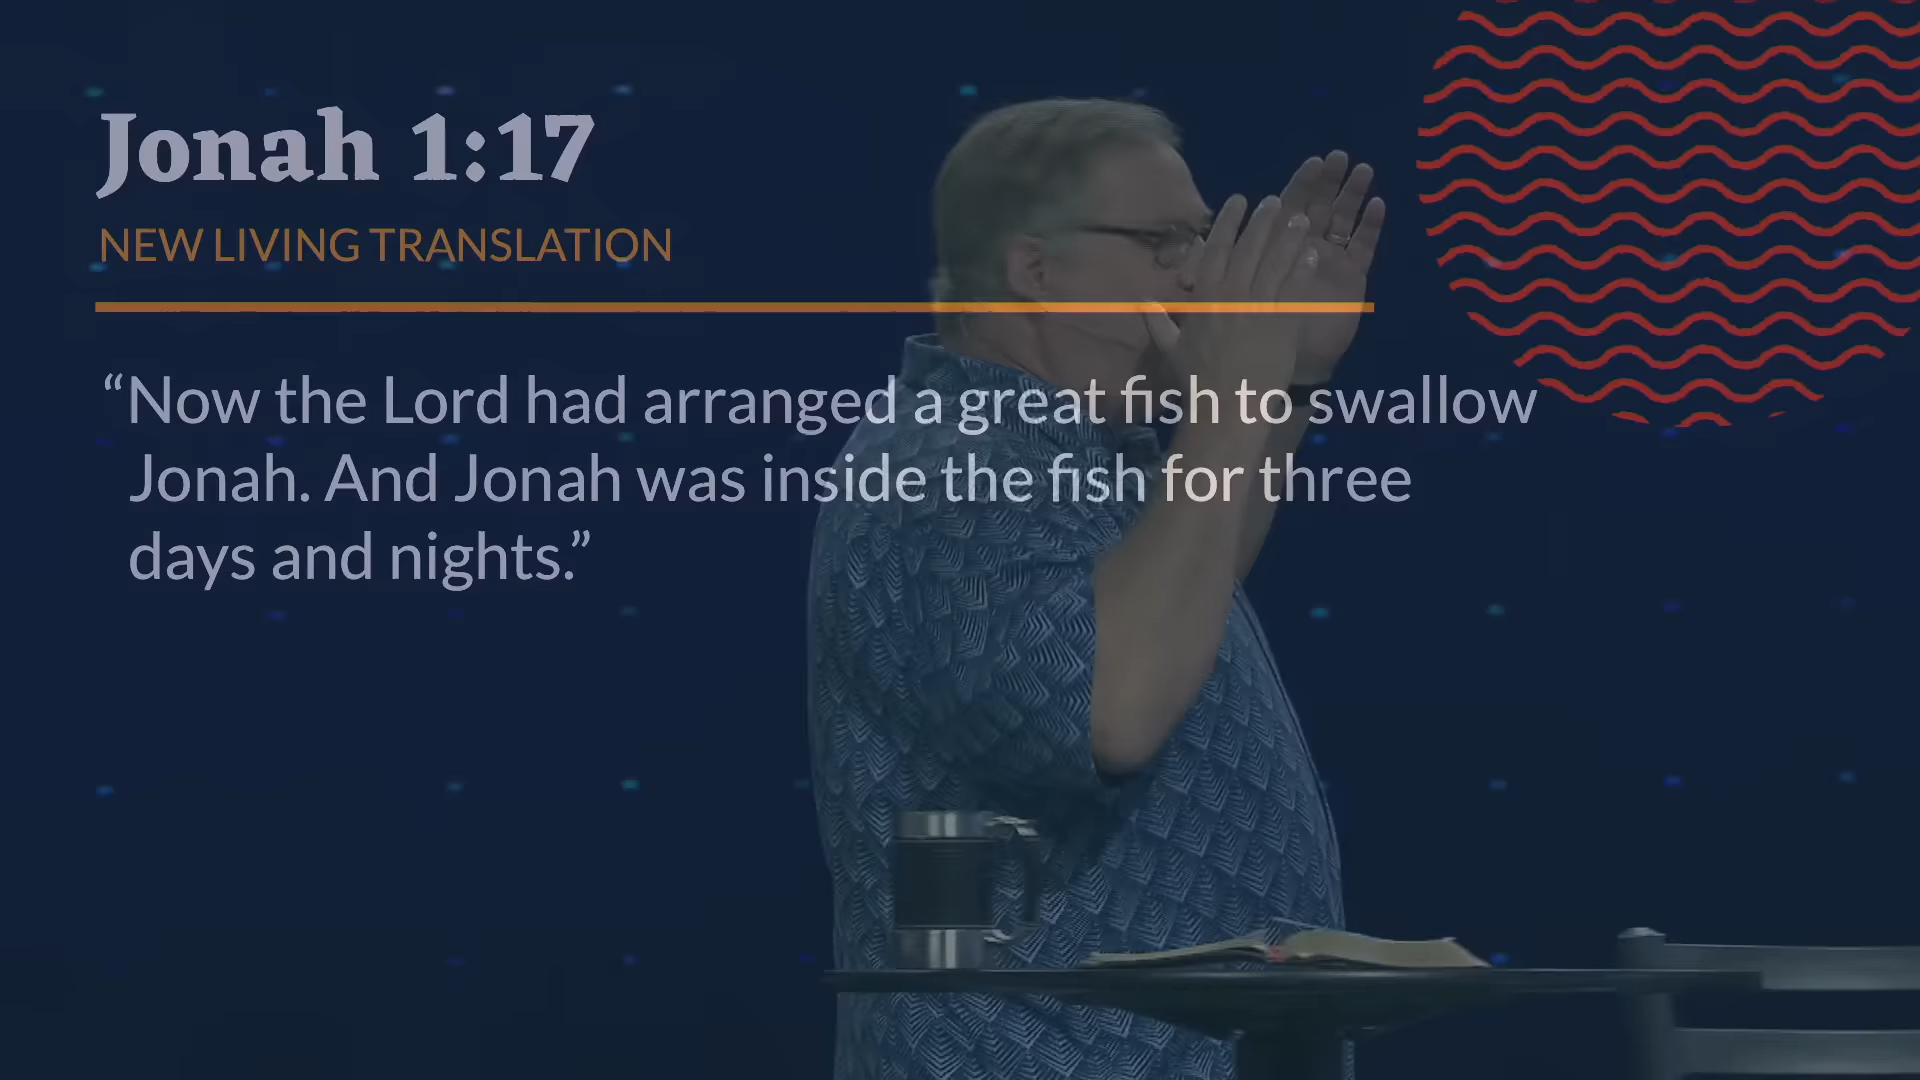 Jonah 1:17
NEW LIVING TRANSLATION
“Now the Lord had arranged a great fish to swallow
Jonah. And Jonah was inside the fish for three
days and nights.”